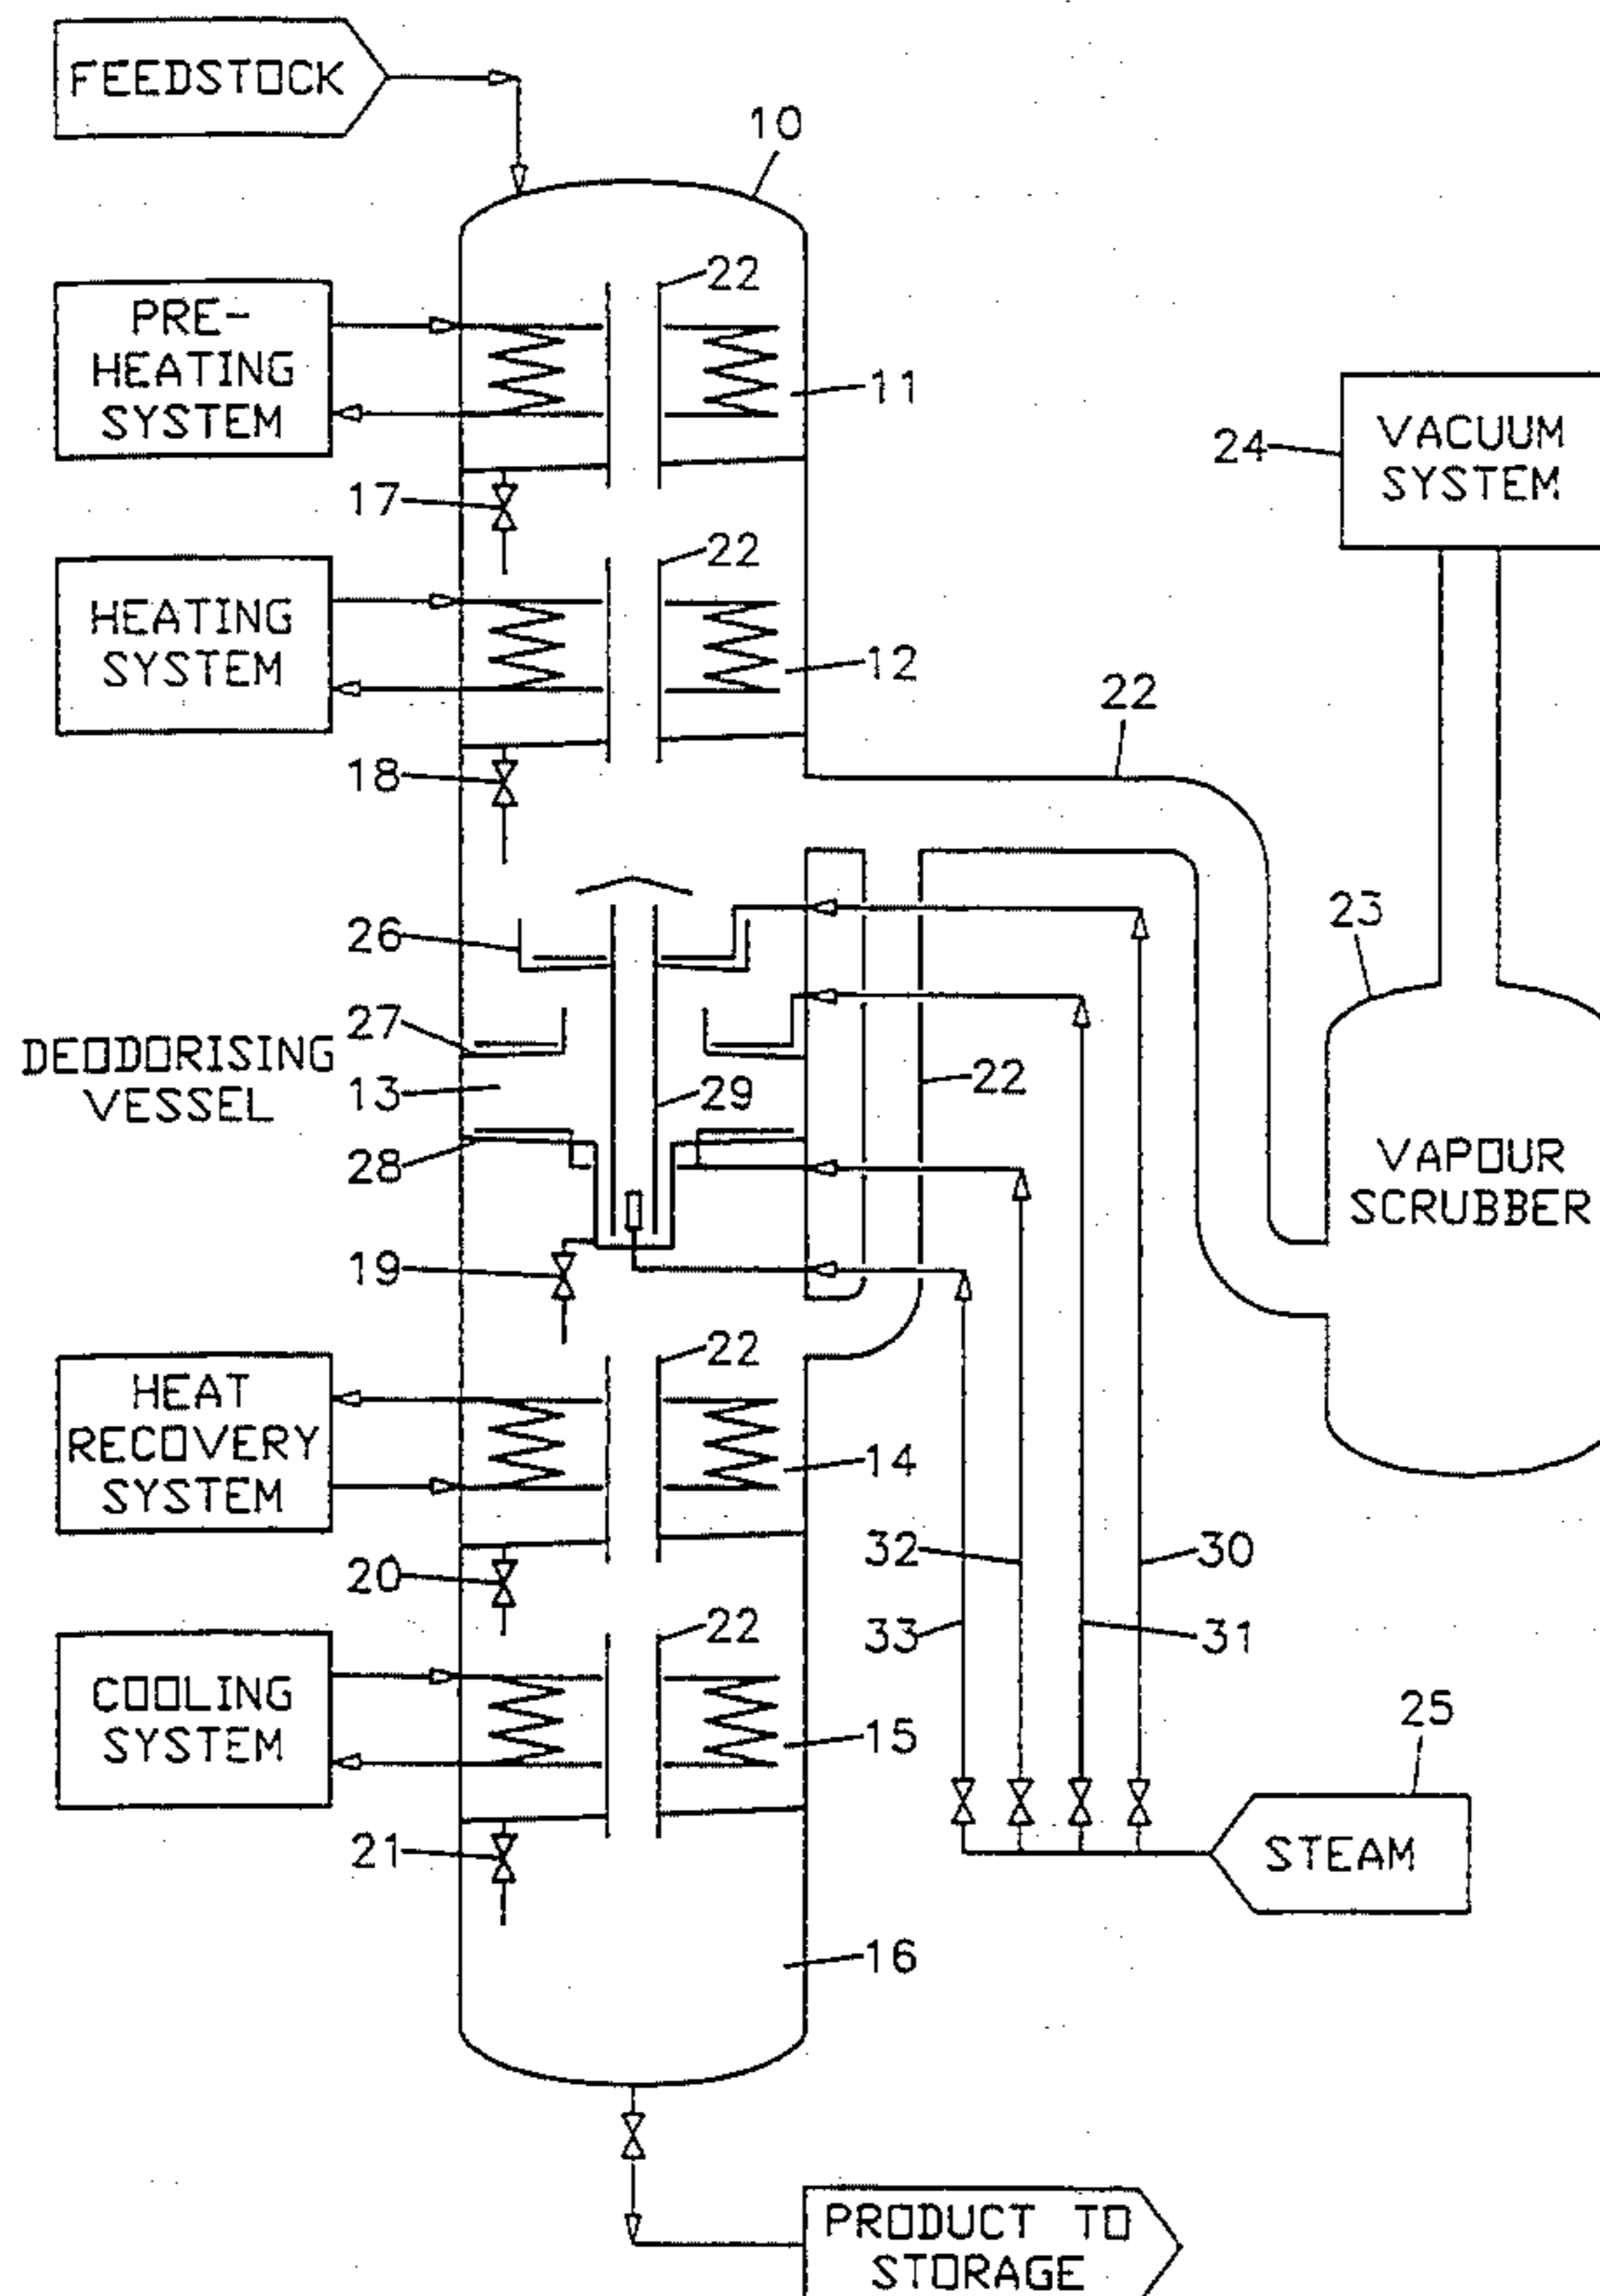 FEEDSTOCK
10
22
PRE-
HEATING
SYSTEM
11
17
24
VACUUM
SYSTEM
22
HEATING
SYSTEM
12
18
22
26
23
27
DEODORISING
VESSEL
13
29
22
28
VAPOUR
SCRUBBER
19
22
HEAT
RECOVERY
SYSTEM
14
20
32
30
22
33
31
COOLING
SYSTEM
15
25
21
STEAM
16
PRODUCT TO
STORAGE